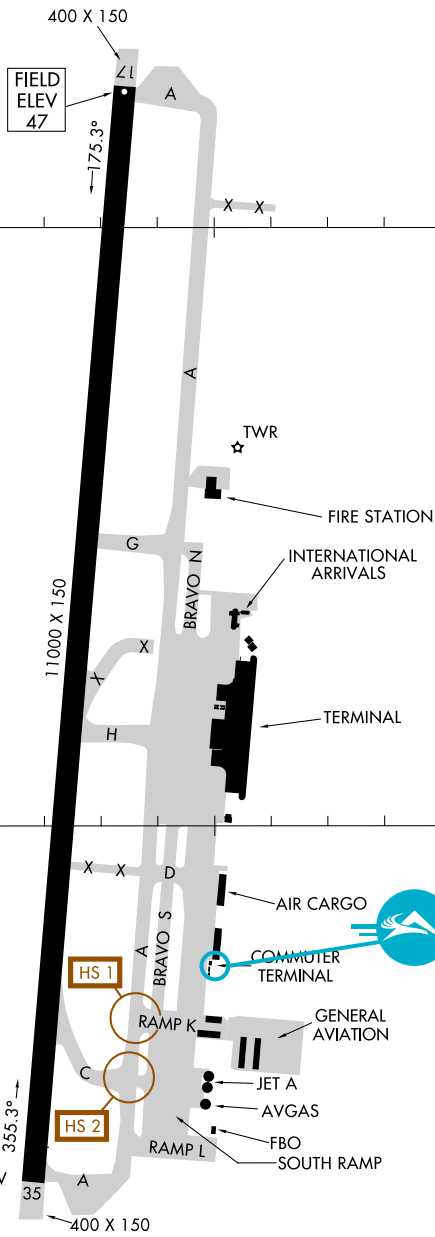 400 X 150
17
FIELD
ELEV
47
A
175.3°
X X
A
TWR
FIRE STATION
G
BRAVO N
INTERNATIONAL
ARRIVALS
11000 X 150
X
X
H
TERMINAL
X X
D
AIR CARGO
A
BRAVO S
COMMUTER
TERMINAL
HS 1
RAMP K
GENERAL
AVIATION
C
JET A
AVGAS
HS 2
355.3°
FBO
RAMP L
SOUTH RAMP
35
A
400 X 150